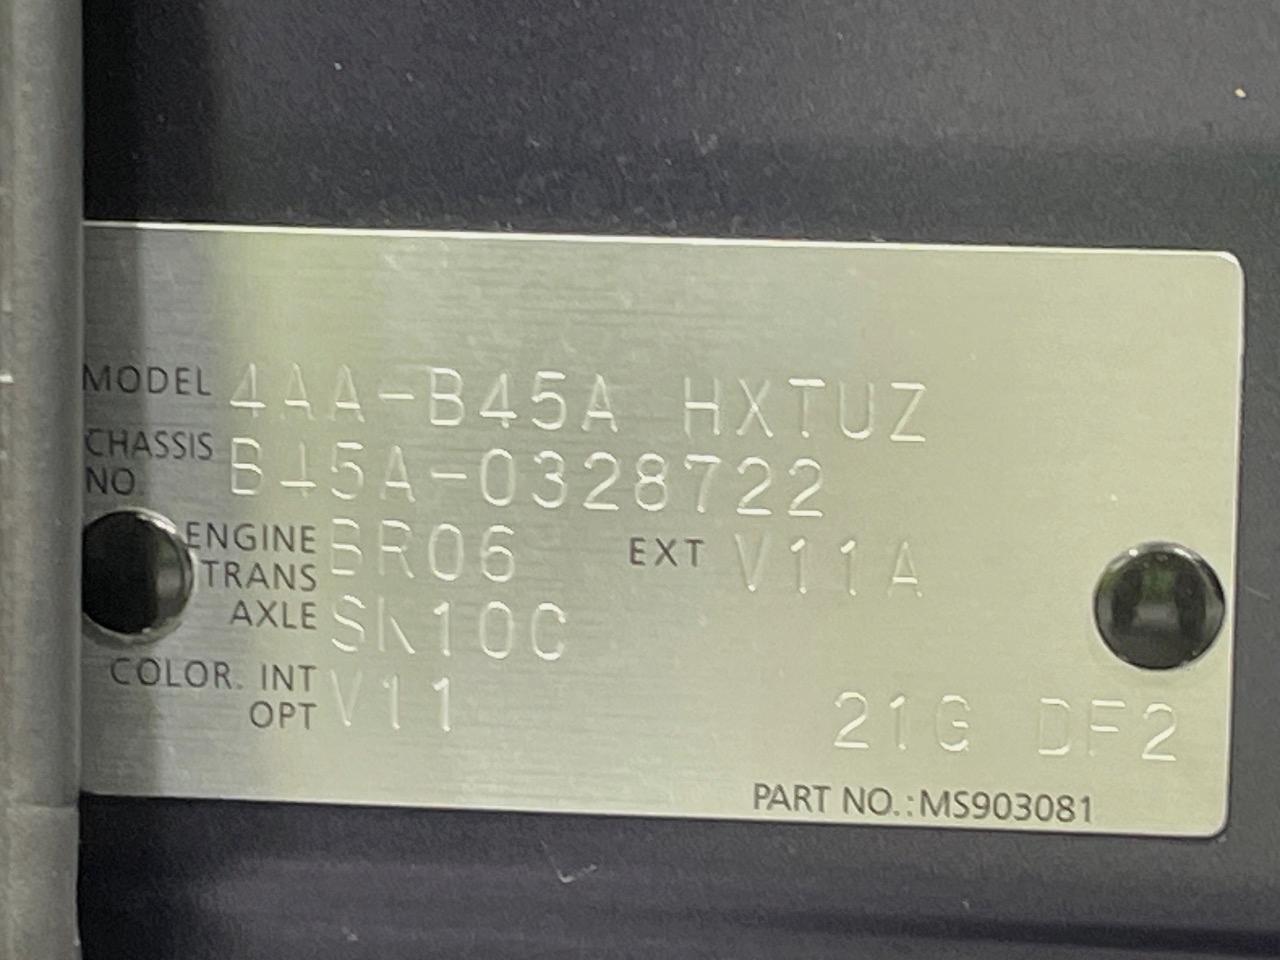 MODEL 4AA-B45A HXTUZ
CHASSIS NO. B45A-0328722
ENGINE BR06 EXT V11A
TRANS
AXLE SK10C
COLOR. INT V11
OPT 21G DF2
PART NO.:MS903081